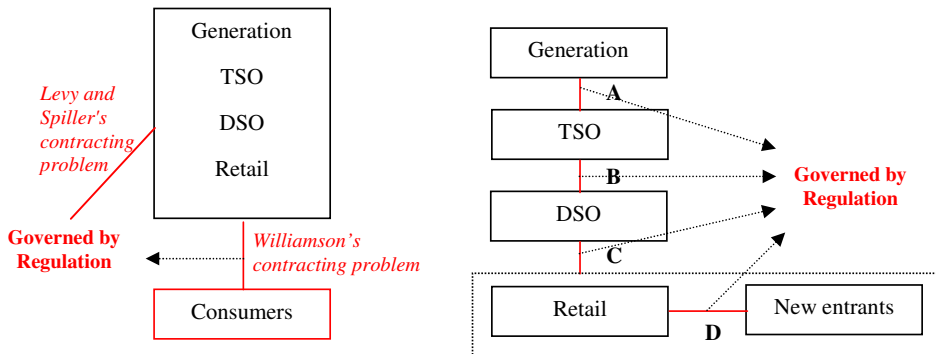 Generation
TSO
DSO
Retail
Levy and
Spiller's
contracting
problem
Governed by
Regulation
Williamson's
contracting problem
Consumers
Generation
A
TSO
B
Governed by
Regulation
DSO
C
Retail
D
New entrants